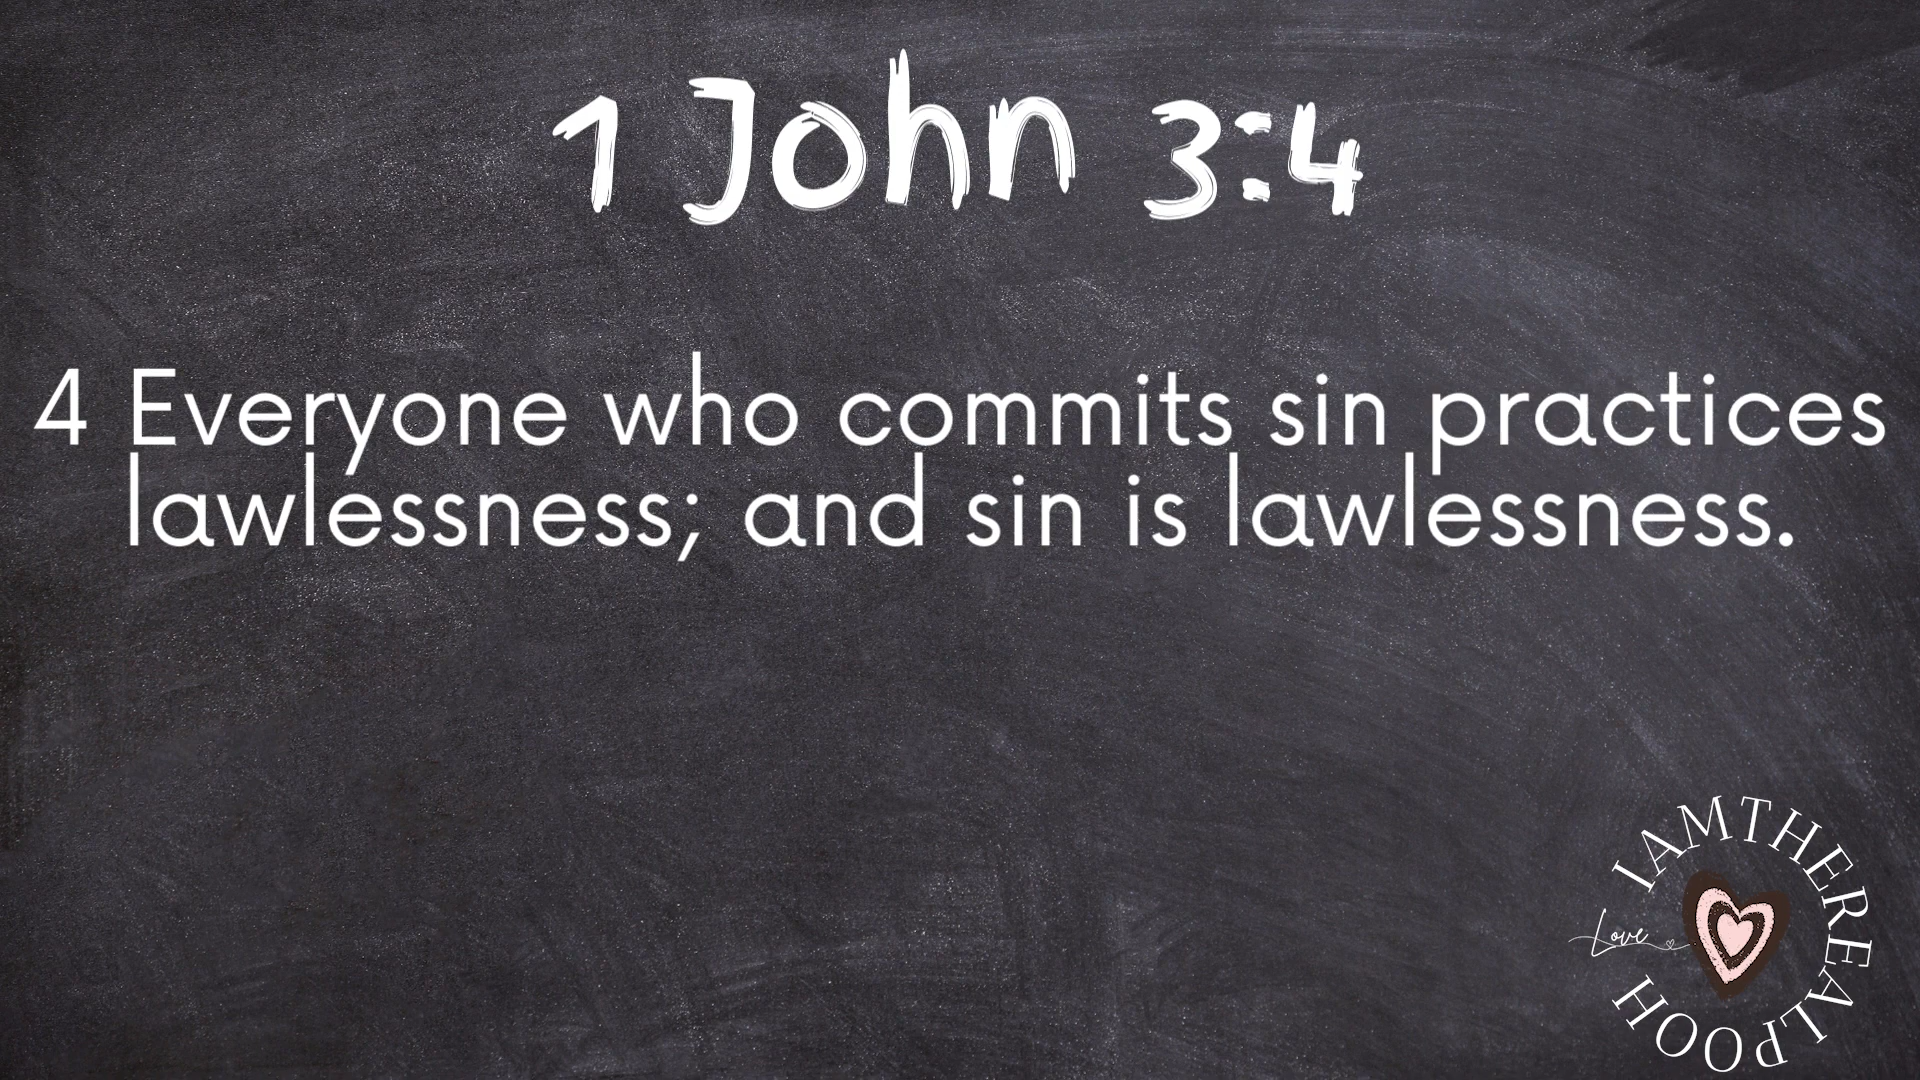 1 John 3:4
4 Everyone who commits sin practices
lawlessness; and sin is lawlessness.
Love
IAMTHEREALPOOH